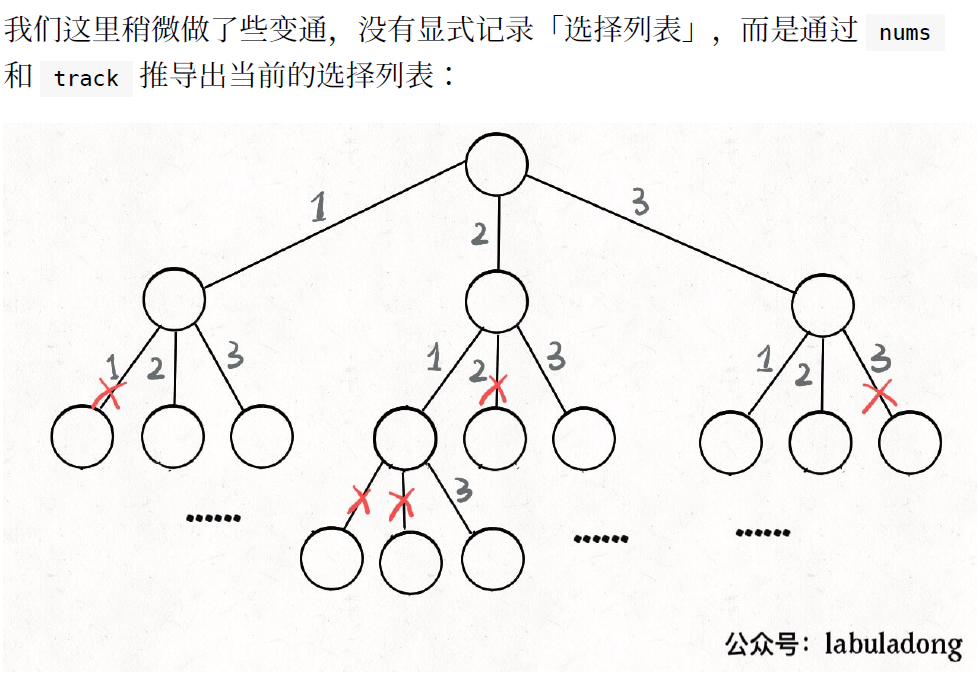 我们这里稍微做了些变通，没有显式记录「选择列表」，而是通过 nums
和 track 推导出当前的选择列表：
1
2
3
1 2 3
1 2 3
1 2 3
3
......
......
......
公众号：labuladong